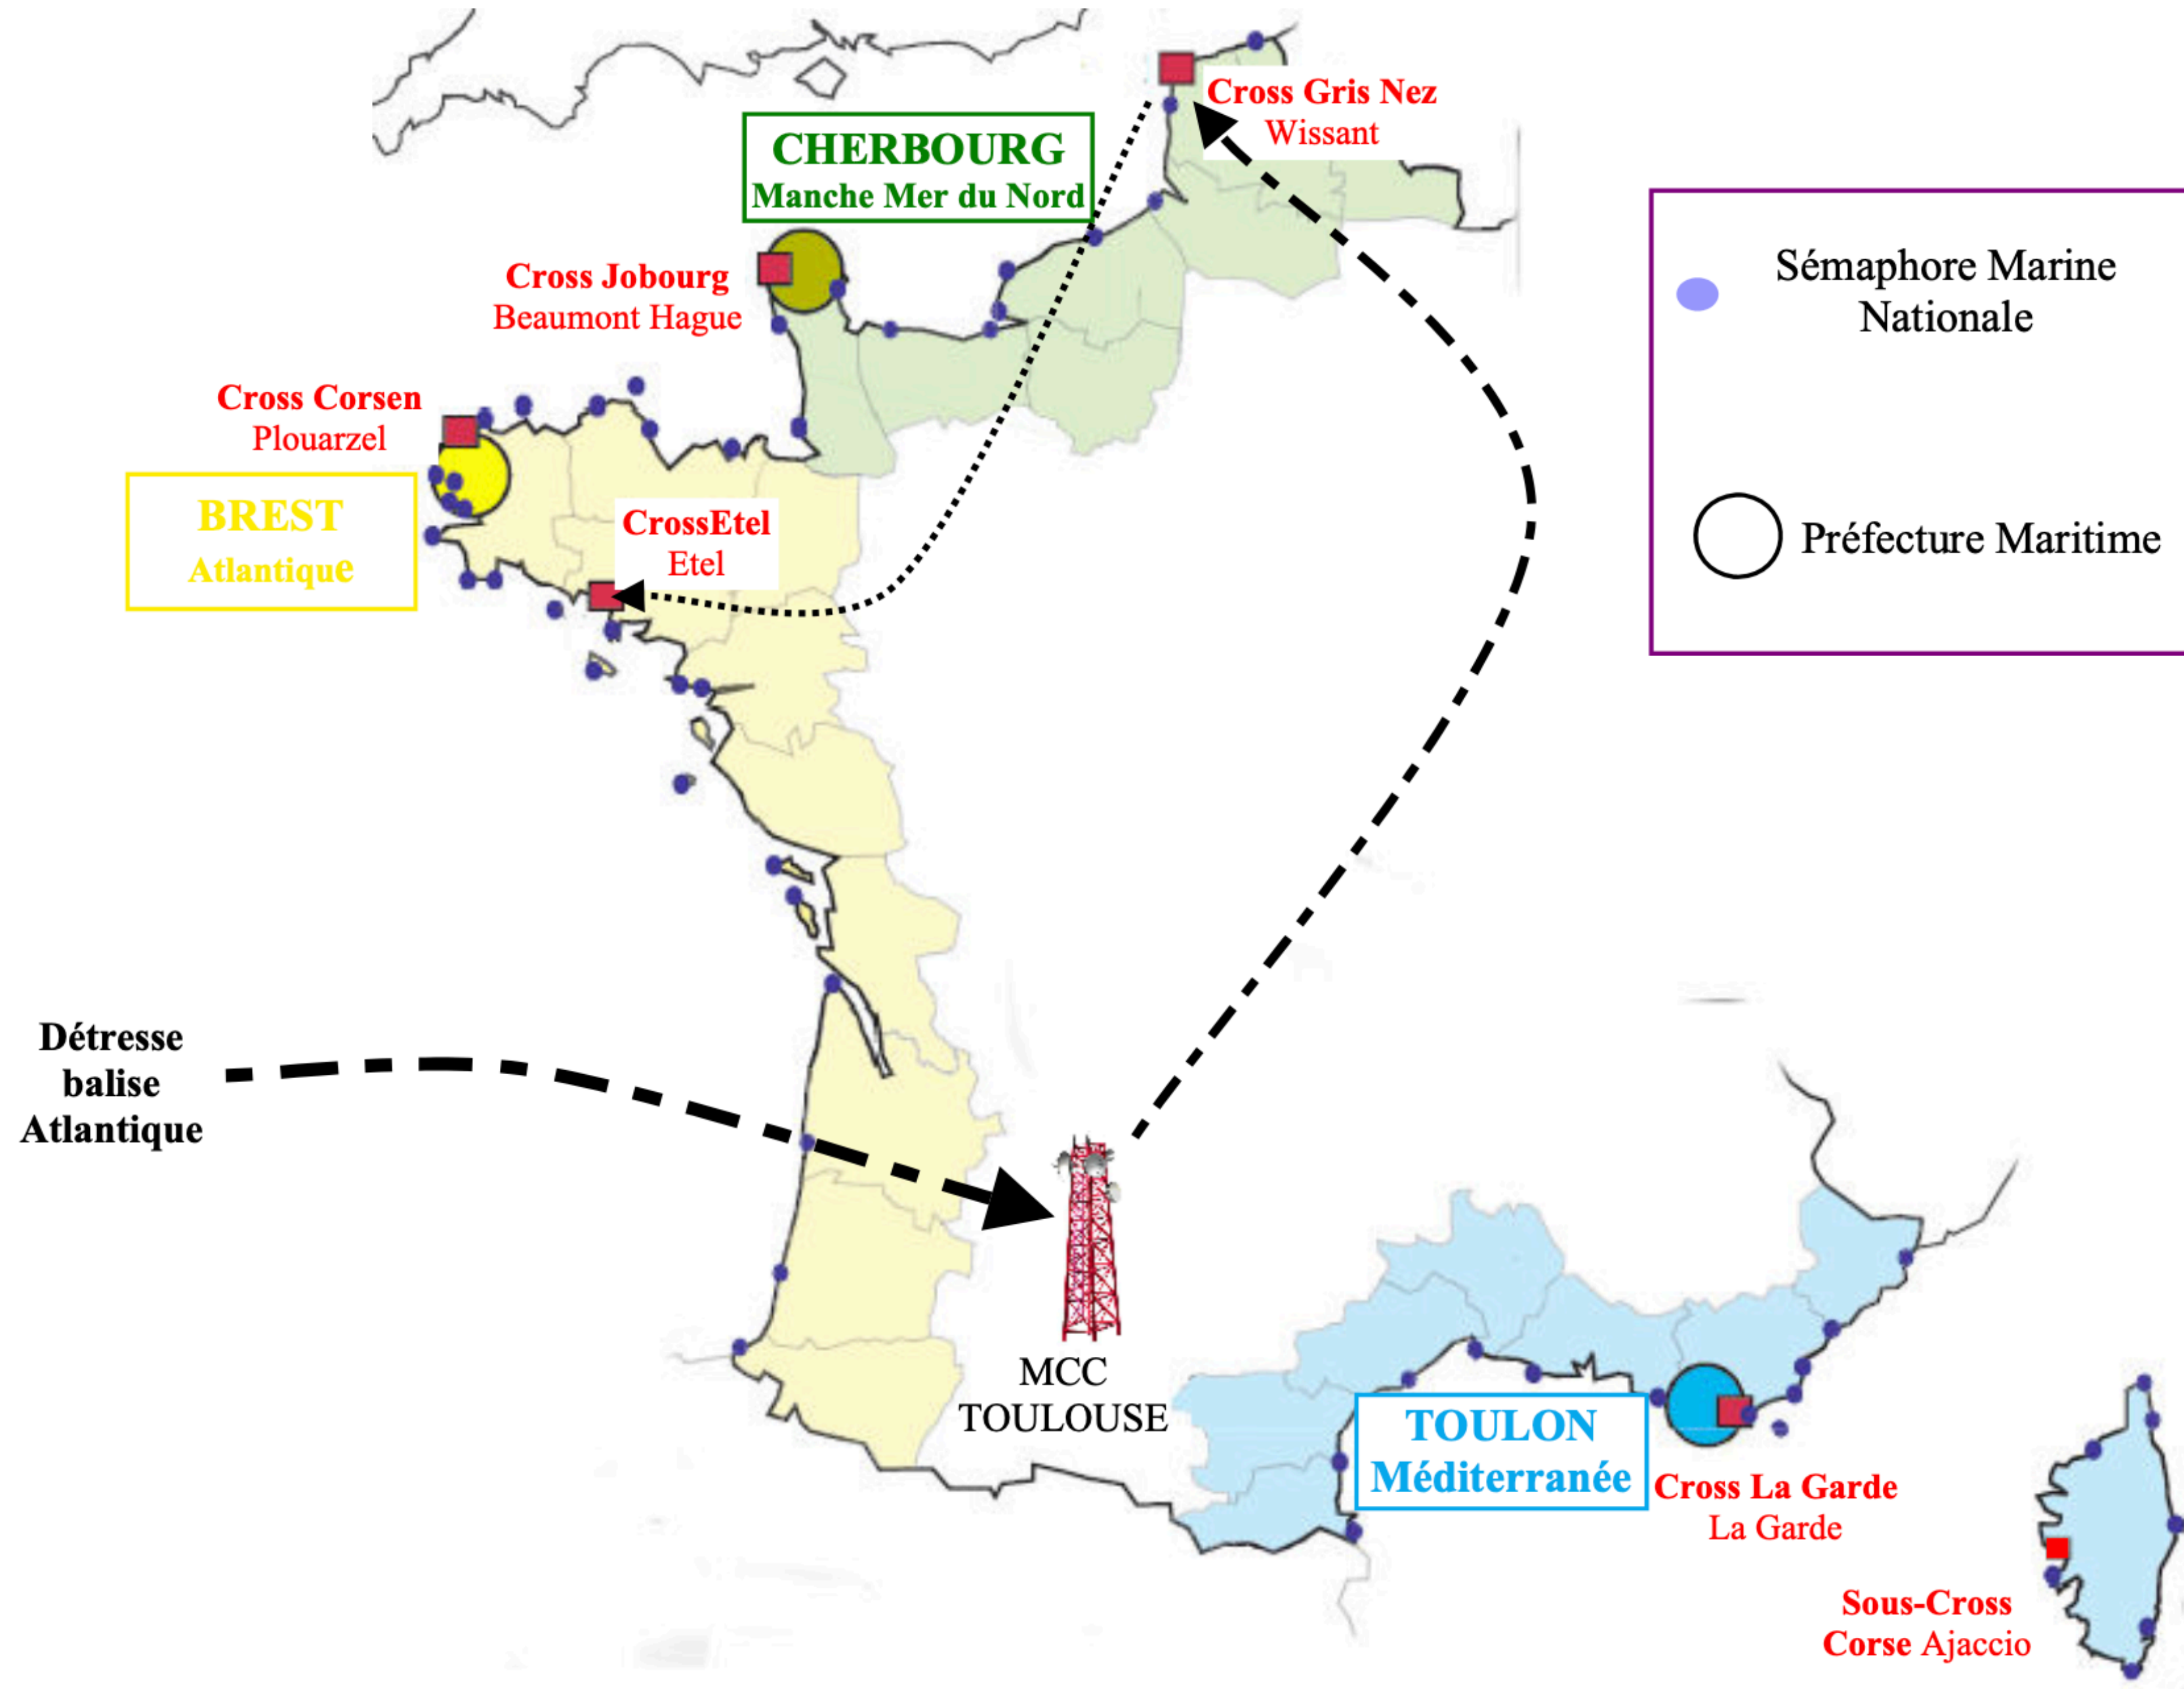 Cross Gris Nez
Wissant
CHERBOURG
Manche Mer du Nord
Cross Jobourg
Beaumont Hague
Sémaphore Marine
Nationale
Cross Corsen
Plouarzel
BREST
Atlantique
CrossEtel
Etel
Préfecture Maritime
Détresse
balise
Atlantique
MCC
TOULOUSE
TOULON
Méditerranée
Cross La Garde
La Garde
Sous-Cross
Corse Ajaccio